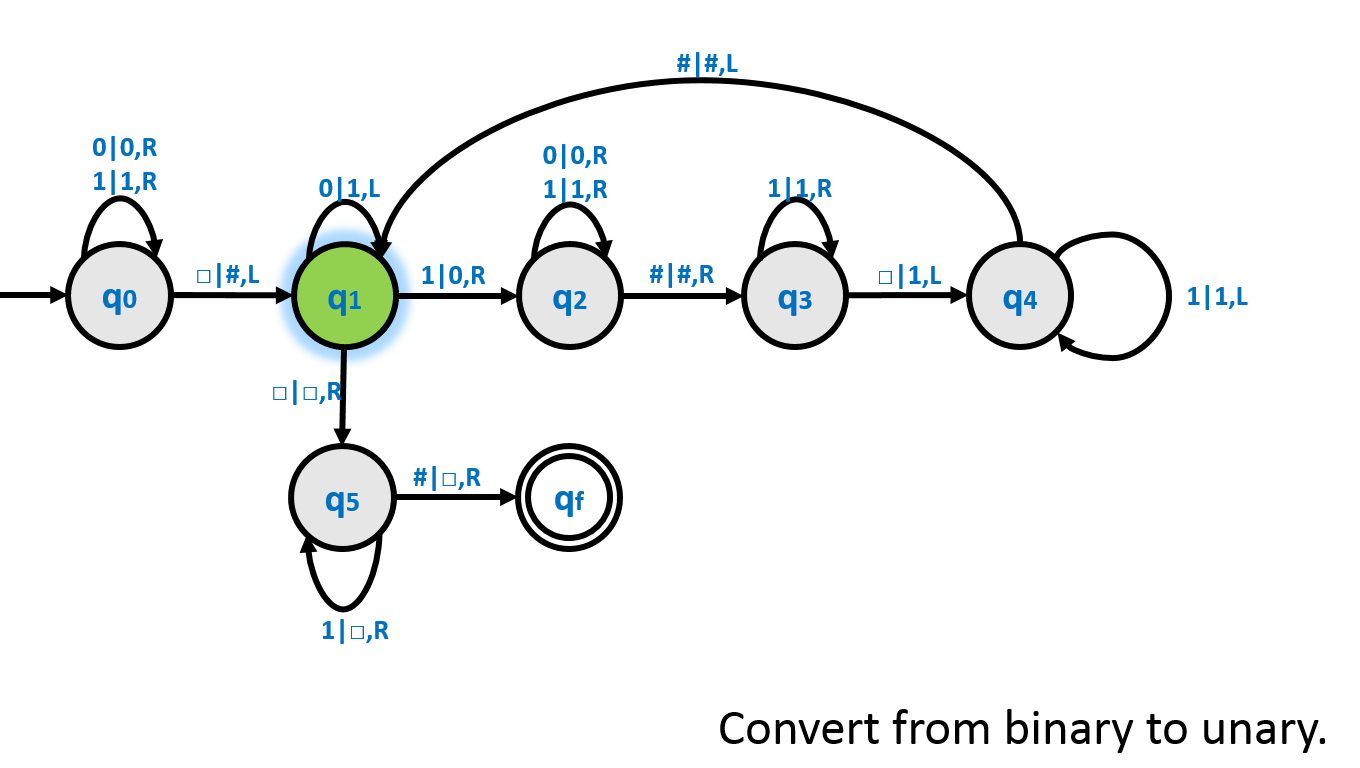 #|#,L
0|0,R
1|1,R
0|1,L
0|0,R
1|1,R
1|1,R
□|#,L
1|0,R
#|#,R
□|1,L
1|1,L
q0
q1
q2
q3
q4
□|□,R
#|□,R
q5
qf
1|□,R
Convert from binary to unary.